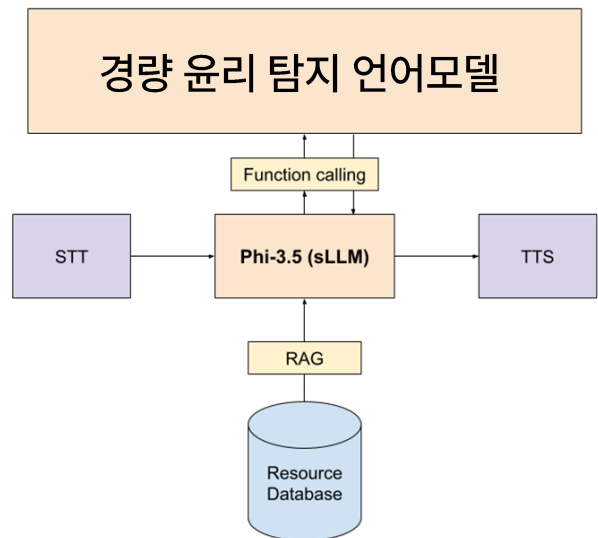 경량 윤리 탐지 언어모델
Function calling
STT
Phi-3.5 (sLLM)
TTS
RAG
Resource
Database